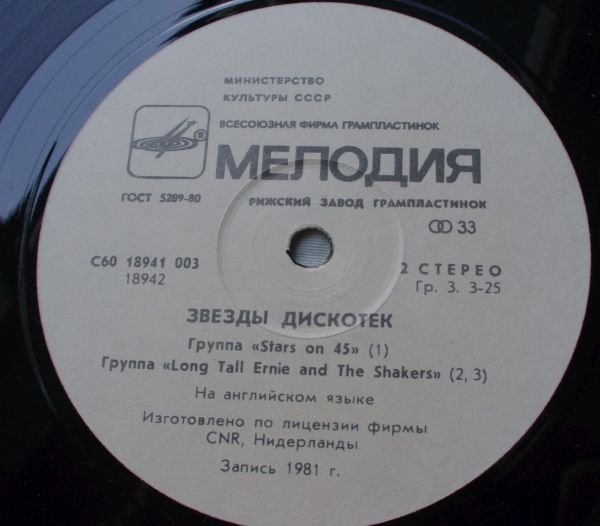 МИНИСТЕРСТВО
КУЛЬТУРЫ СССР
ВСЕСОЮЗНАЯ ФИРМА ГРАМПЛАСТИНОК
®
МЕЛОДИЯ
ГОСТ 5289-80
РИЖСКИЙ ЗАВОД ГРАМПЛАСТИНОК
33
С60 18941 003
18942
2 СТЕРЕО
Гр. 3. 3-25
ЗВЕЗДЫ ДИСКОТЕК
Группа «Stars on 45» (1)
Группа «Long Tall Ernie and The Shakers» (2, 3)
На английском языке
Изготовлено по лицензии фирмы
CNR, Нидерланды
Запись 1981 г.